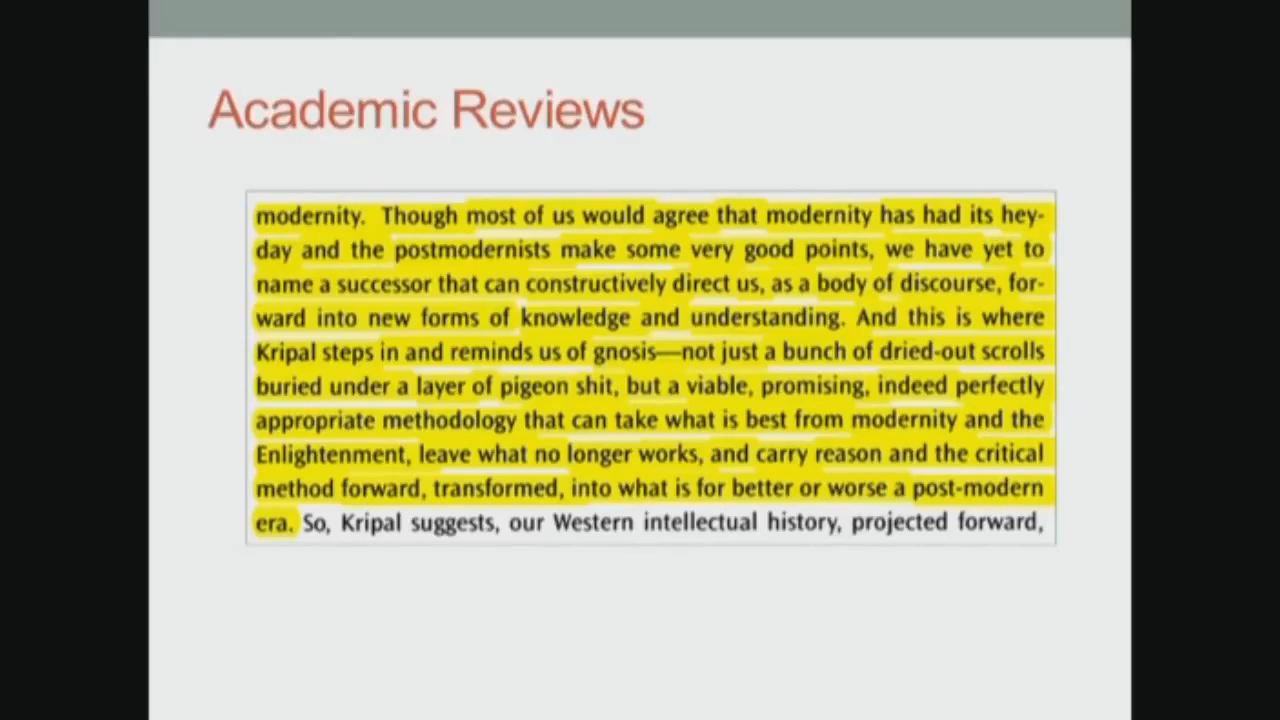 Academic Reviews
modernity. Though most of us would agree that modernity has had its hey-
day and the postmodernists make some very good points, we have yet to
name a successor that can constructively direct us, as a body of discourse, for-
ward into new forms of knowledge and understanding. And this is where
Kripal steps in and reminds us of gnosis—not just a bunch of dried-out scrolls
buried under a layer of pigeon shit, but a viable, promising, indeed perfectly
appropriate methodology that can take what is best from modernity and the
Enlightenment, leave what no longer works, and carry reason and the critical
method forward, transformed, into what is for better or worse a post-modern
era. So, Kripal suggests, our Western intellectual history, projected forward,